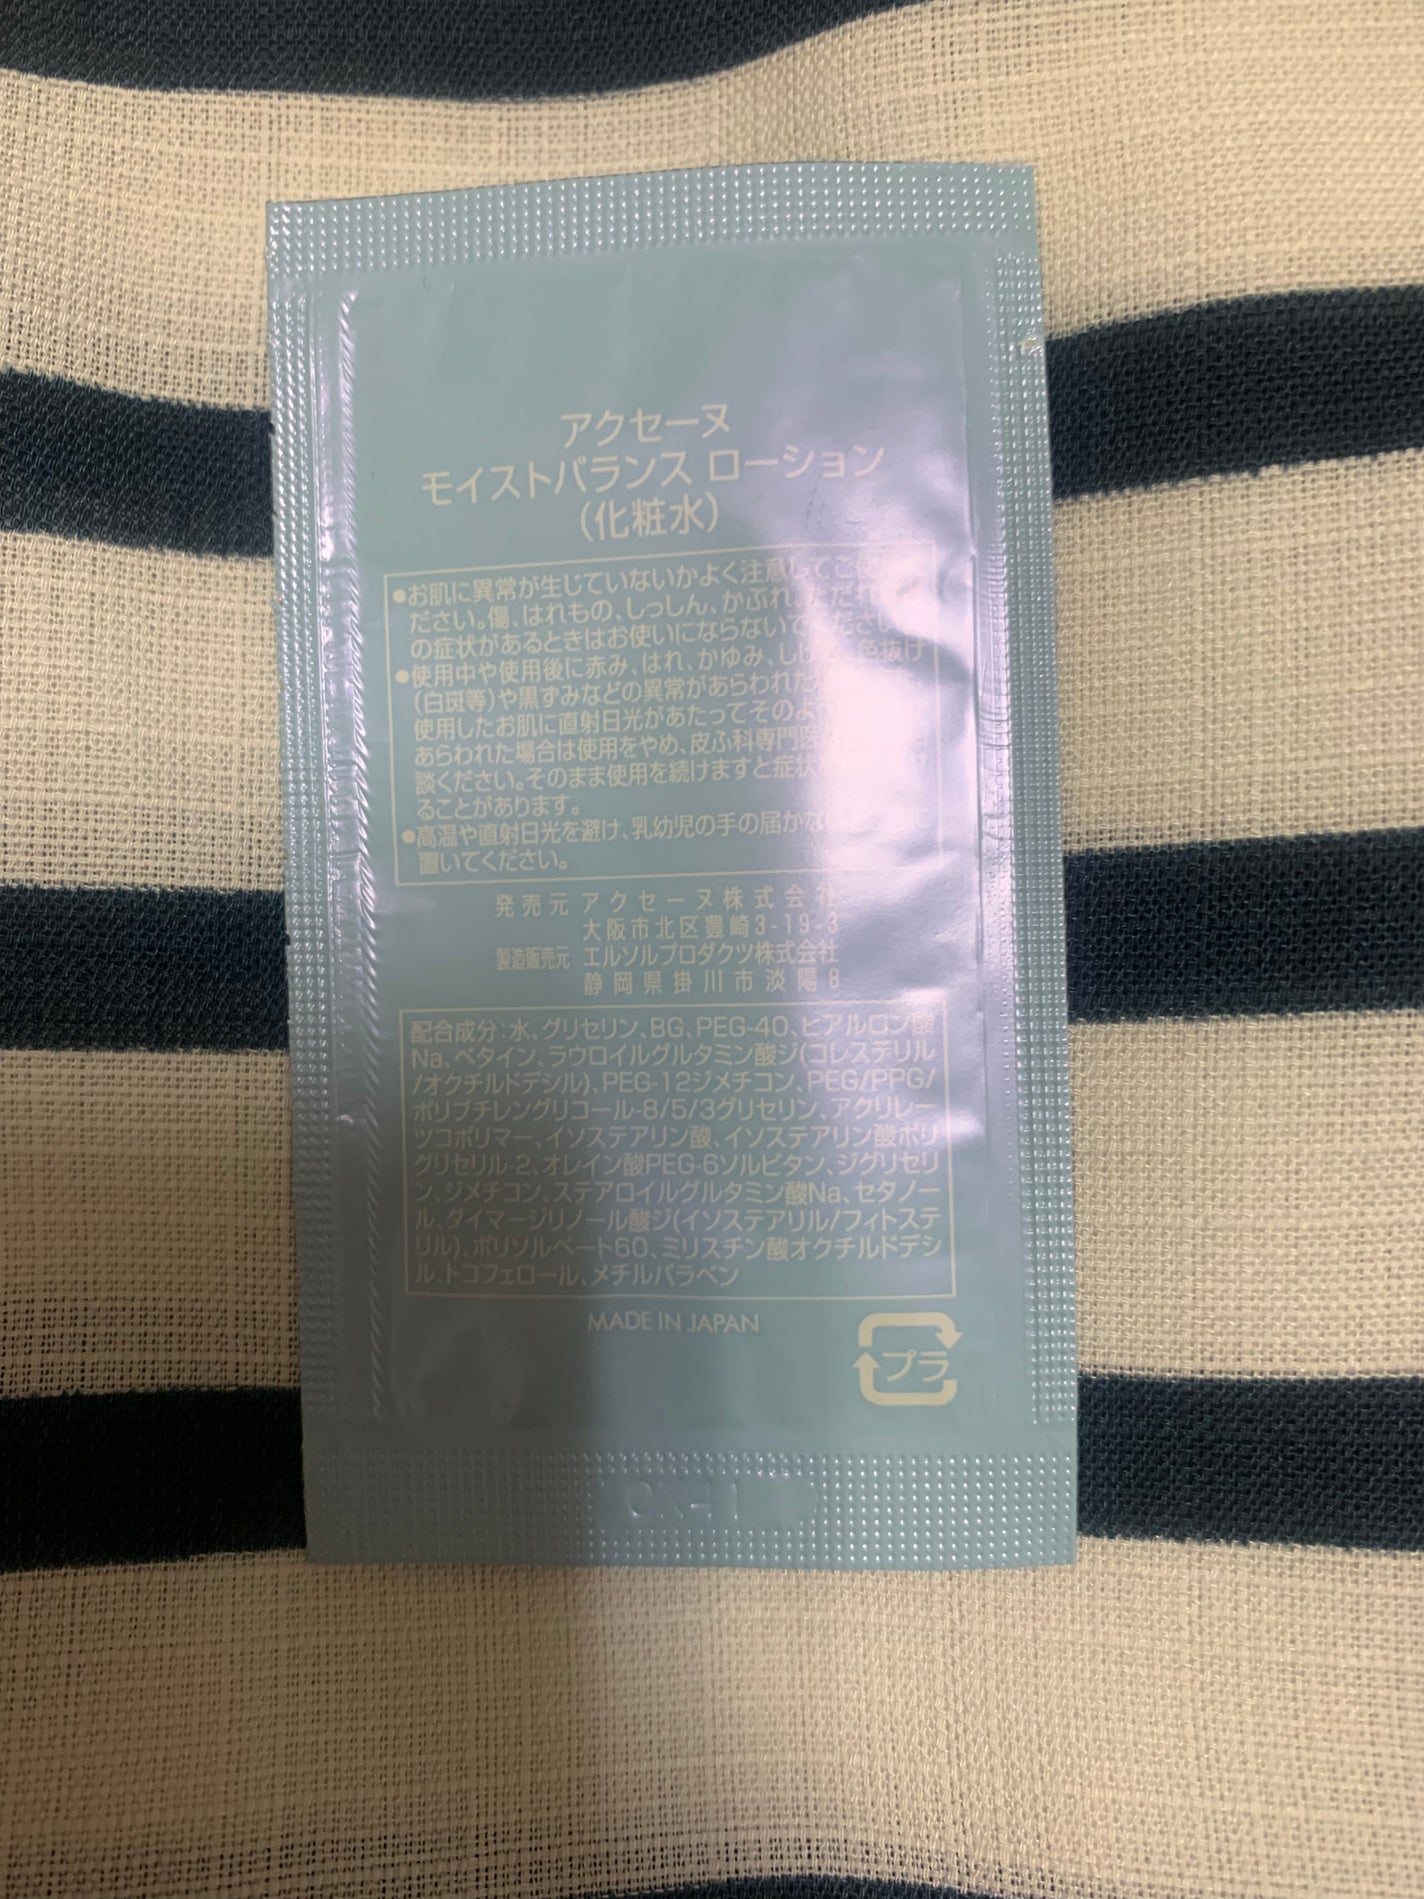 アクセーヌ
モイストバランス ローション
(化粧水)
●お肌に異常が生じていないかよく注意してご使
ださい。傷、はれもの、しっしん、かぶれ、ただれ
の症状があるときはお使いにならないでください
●使用中や使用後に赤み、はれ、かゆみ、し 色抜け
(白斑等)や黒ずみなどの異常があらわれた
使用したお肌に直射日光があたってそのよ
あらわれた場合は使用をやめ、皮ふ科専門医
談ください。そのまま使用を続けますと症状
ることがあります。
●高温や直射日光を避け、乳幼児の手の届かな
置いてください。
発売元 アクセーヌ株式会社
大阪市北区豊崎3-19-3
製造販売元 エルソルプロダクツ株式会社
静岡県掛川市淡陽8
配合成分:水、グリセリン、BG、PEG-40、ヒアルロン酸
Na、ベタイン、ラウロイルグルタミン酸ジ(コレステリル
/オクチルドデシル)、PEG-12ジメチコン、PEG/PPG/
ポリブチレングリコール-8/5/3グリセリン、アクリレー
ツコポリマー、イソステアリン酸、イソステアリン酸ポリ
グリセリル-2、オレイン酸PEG-6ソルビタン、ジグリセリ
ン、ジメチコン、ステアロイルグルタミン酸Na、セタノー
ル、ダイマージリノール酸ジ(イソステアリル/フィトステ
リル)、ポリソルベート60、ミリスチン酸オクチルドデシ
ル、トコフェロール、メチルパラベン
MADE IN JAPAN
プラ